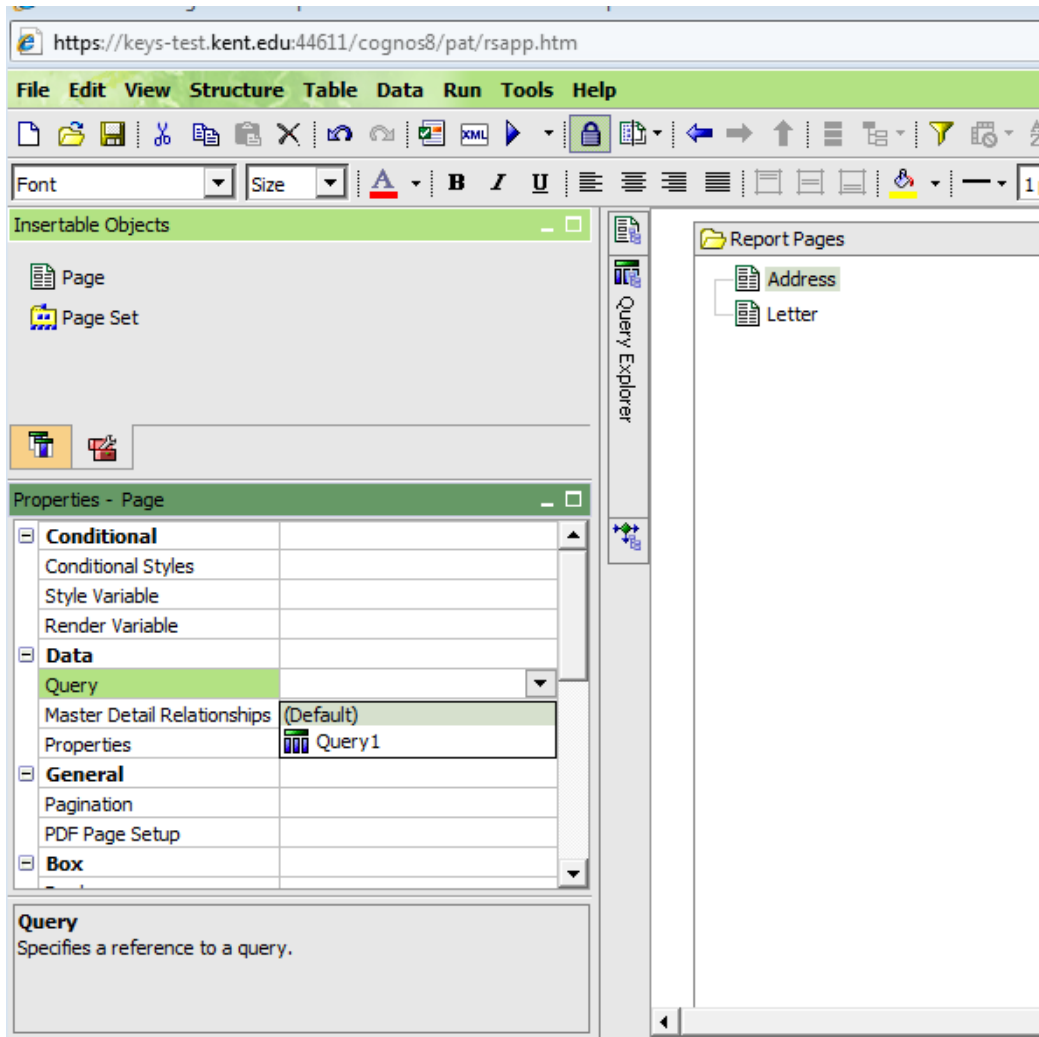 https://keys-test.kent.edu:44611/cognos8/pat/rsapp.htm
File Edit View Structure Table Data Run Tools Help
XML
Font Size A B I U 1
Insertable Objects
Page
Page Set
Query Explorer
Report Pages
Address
Letter
Properties - Page
Conditional
Conditional Styles
Style Variable
Render Variable
Data
Query
Master Detail Relationships (Default)
Properties Query1
General
Pagination
PDF Page Setup
Box
Query
Specifies a reference to a query.